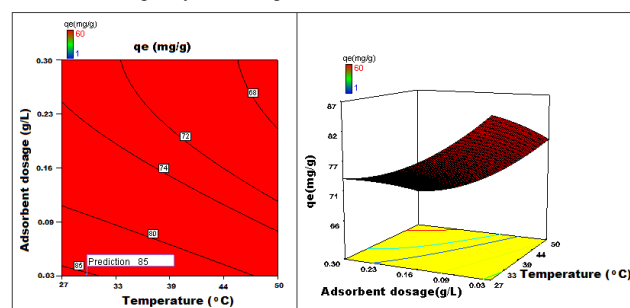 qe(mg/g)
60
1
qe (mg/g)
0.30
0.23
0.16
0.09
0.03
Adsorbent dosage (g/L)
68
72
74
80
85
Prediction 85
27 33 39 44 50
Temperature (°C)
qe(mg/g)
60
1
87
82
77
71
66
qe(mg/g)
0.30
0.23
0.16
0.09
0.03
Adsorbent dosage(g/L)
50
44
39
33
27
Temperature (°C)